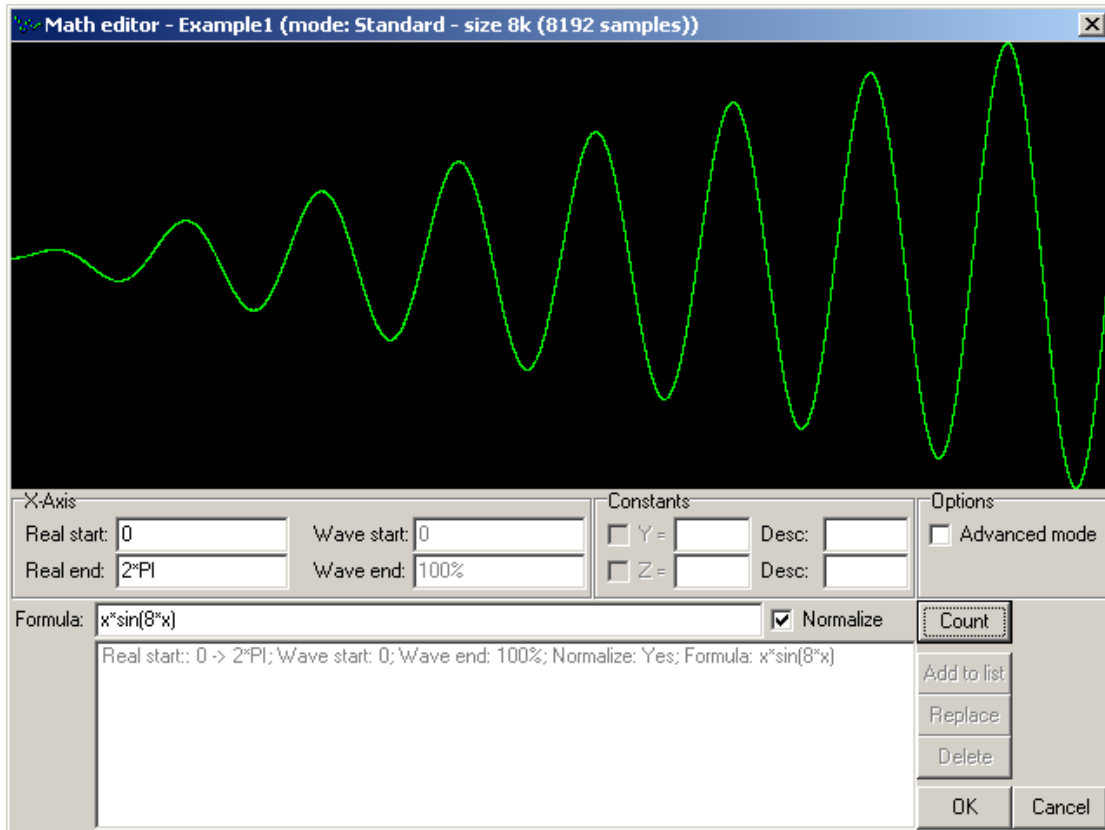 Math editor - Example1 (mode: Standard - size 8k (8192 samples))
X-Axis
Real start: 0
Wave start: 0
Real end: 2*PI
Wave end: 100%
Constants
Y =
Desc:
Z =
Desc:
Options
Advanced mode
Formula: x*sin(8*x)
Normalize
Count
Real start:: 0 -> 2*PI; Wave start: 0; Wave end: 100%; Normalize: Yes; Formula: x*sin(8*x)
Add to list
Replace
Delete
OK
Cancel